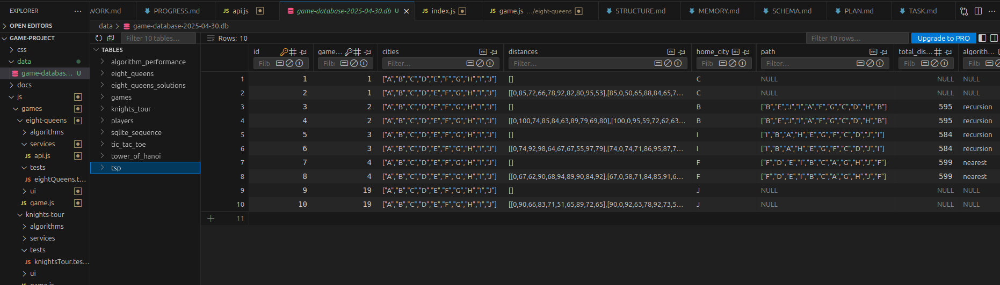 EXPLORER ···
WORK.md PROGRESS.md JS api.js game-database-2025-04-30.db U JS index.js JS game.js .../eight-queens STRUCTURE.md MEMORY.md SCHEMA.md PLAN.md TASK.md ···
OPEN EDITORS
data > game-database-2025-04-30.db
GAME-PROJECT
Filter 10 tables... Rows: 10 Filter 10 rows... Upgrade to PRO
css
data
game-databas... U
docs
js
games
eight-queens
algorithms
services
JS api.js
tests
JS eightQueens.t...
ui
JS game.js
knights-tour
algorithms
services
tests
JS knightsTour.tes...
ui
game.js
TABLES
algorithm_performance
eight_queens
eight_queens_solutions
games
knights_tour
players
sqlite_sequence
tic_tac_toe
tower_of_hanoi
tsp
id game... cities distances home_city path total_dis... algorith...
Filte Filte Filter... Filter... Filte Filter... Filte Filte
1 1 1 ["A","B","C","D","E","F","G","H","I","J"] [] C NULL NULL NULL
2 2 1 ["A","B","C","D","E","F","G","H","I","J"] [[0,85,72,66,78,92,82,80,95,53],[85,0,50,65,88,84,65,7... C NULL NULL NULL
3 3 2 ["A","B","C","D","E","F","G","H","I","J"] [] B ["B","E","J","I","A","F","G","C","D","H","B"] 595 recursion
4 4 2 ["A","B","C","D","E","F","G","H","I","J"] [[0,100,74,85,84,63,89,79,69,80],[100,0,95,59,72,62,63... B ["B","E","J","I","A","F","G","C","D","H","B"] 595 recursion
5 5 3 ["A","B","C","D","E","F","G","H","I","J"] [] I ["I","B","A","H","E","G","F","C","D","J","I"] 584 recursion
6 6 3 ["A","B","C","D","E","F","G","H","I","J"] [[0,74,92,98,64,67,67,55,97,79],[74,0,74,71,86,95,87,7... I ["I","B","A","H","E","G","F","C","D","J","I"] 584 recursion
7 7 4 ["A","B","C","D","E","F","G","H","I","J"] [] F ["F","D","E","I","B","C","A","G","H","J","F"] 599 nearest
8 8 4 ["A","B","C","D","E","F","G","H","I","J"] [[0,67,62,90,68,94,89,90,84,92],[67,0,58,71,84,85,91,6... F ["F","D","E","I","B","C","A","G","H","J","F"] 599 nearest
9 9 19 ["A","B","C","D","E","F","G","H","I","J"] [] J NULL NULL NULL
10 10 19 ["A","B","C","D","E","F","G","H","I","J"] [[0,90,66,83,71,51,65,89,72,65],[90,0,92,63,78,92,73,5... J NULL NULL NULL
11